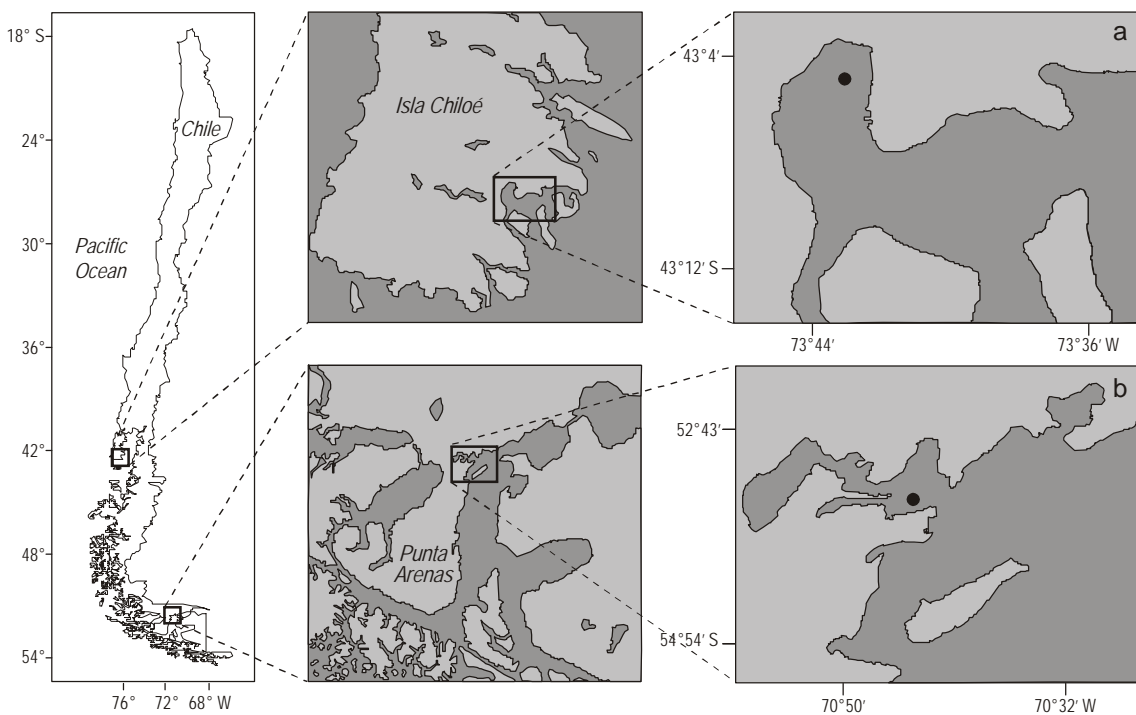 18° S
24°
30°
36°
42°
48°
54°
76°
72°
68° W
Chile
Pacific
Ocean
Isla Chiloé
a
43°4′
43°12′ S
73°44′
73°36′ W
Punta
Arenas
b
52°43′
54°54′ S
70°50′
70°32′ W